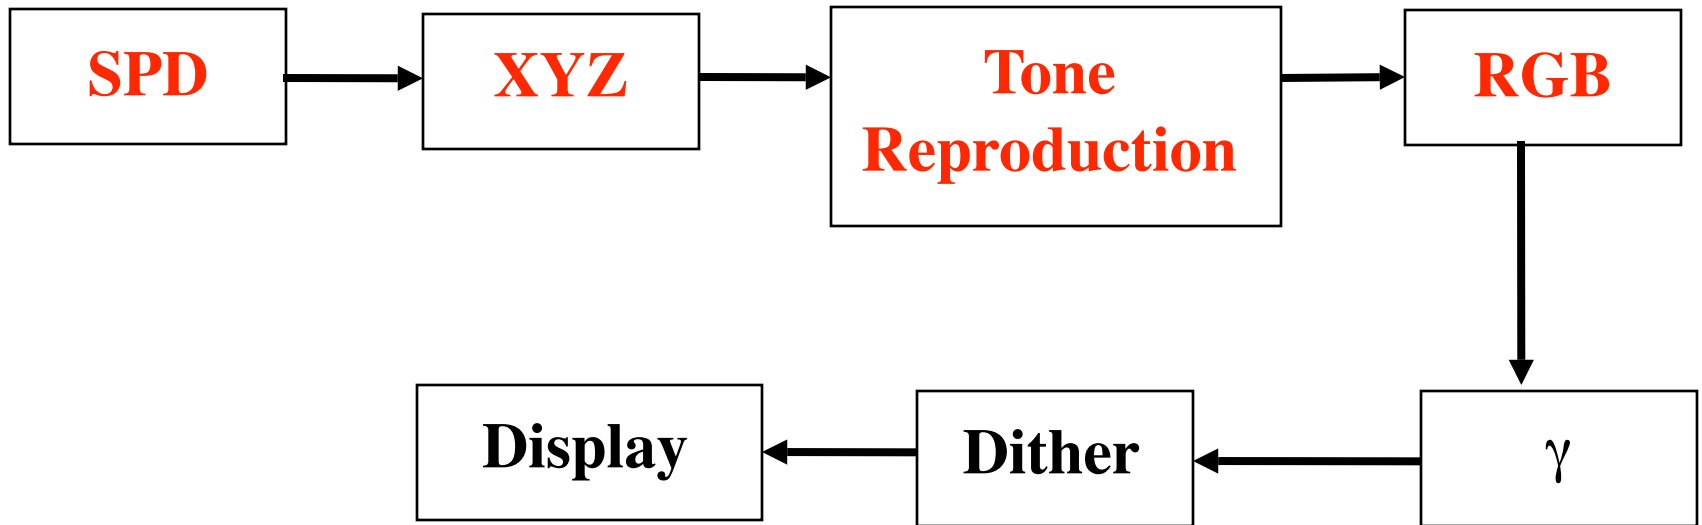 SPD
XYZ
Tone
Reproduction
RGB
γ
Dither
Display